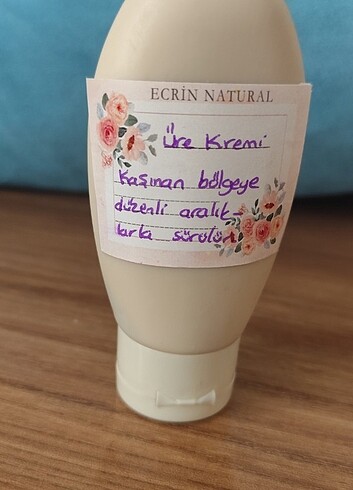 ECRİN NATURAL
Üre Kremi
Kaşınan bölgeye
düzenli aralık-
larla sürülür.